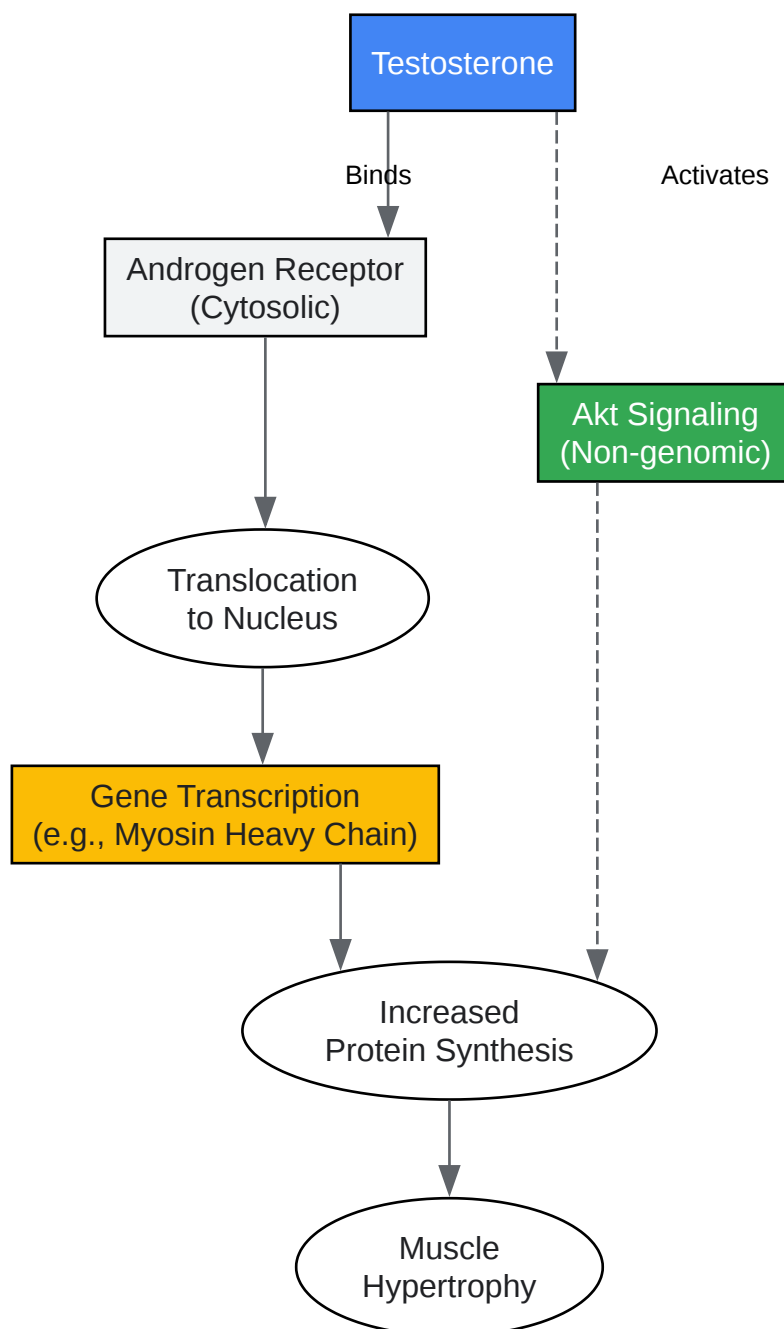 Testosterone
Binds
Activates
Androgen Receptor
(Cytosolic)
Akt Signaling
(Non-genomic)
Translocation
to Nucleus
Gene Transcription
(e.g., Myosin Heavy Chain)
Increased
Protein Synthesis
Muscle
Hypertrophy